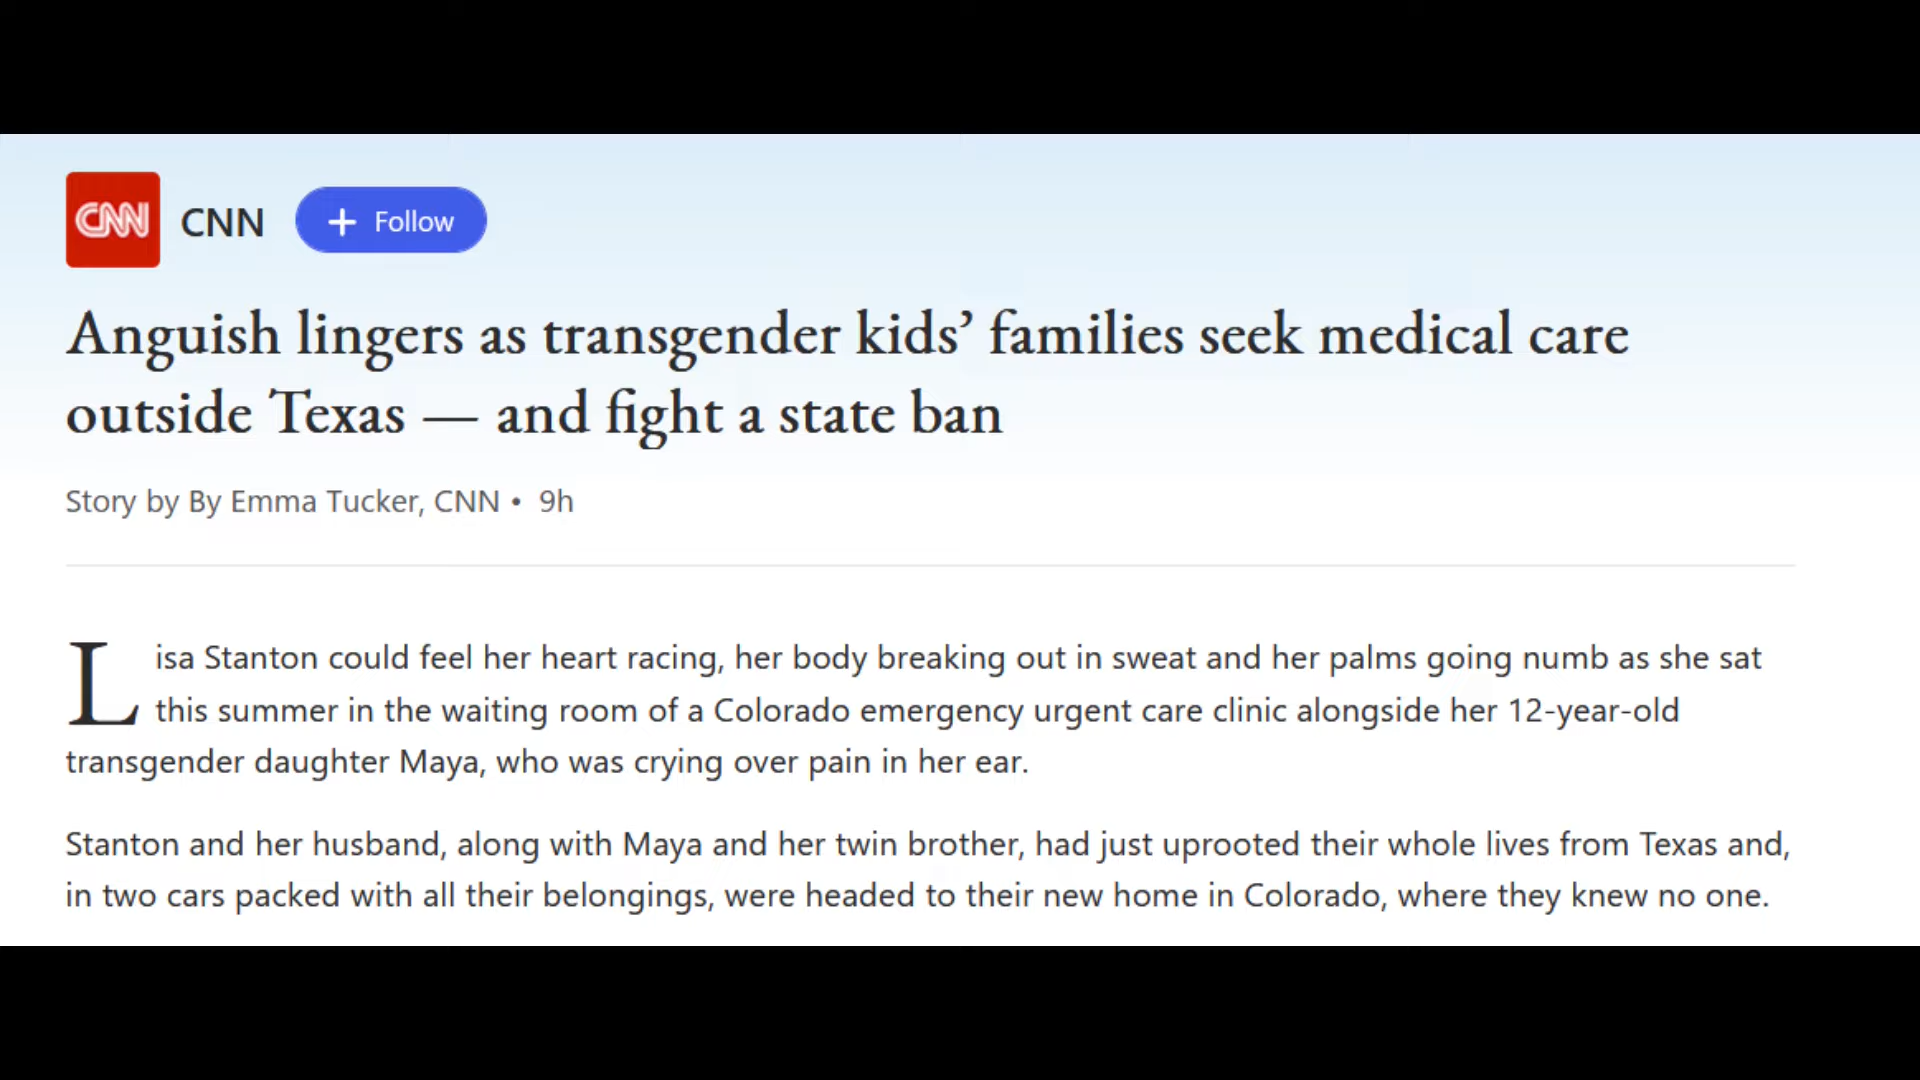 CNN CNN + Follow
Anguish lingers as transgender kids’ families seek medical care
outside Texas — and fight a state ban
Story by By Emma Tucker, CNN • 9h
Lisa Stanton could feel her heart racing, her body breaking out in sweat and her palms going numb as she sat
this summer in the waiting room of a Colorado emergency urgent care clinic alongside her 12-year-old
transgender daughter Maya, who was crying over pain in her ear.
Stanton and her husband, along with Maya and her twin brother, had just uprooted their whole lives from Texas and,
in two cars packed with all their belongings, were headed to their new home in Colorado, where they knew no one.